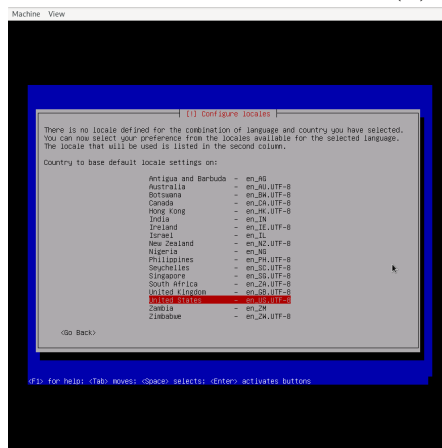 Machine View
[!] Configure locales
There is no locale defined for the combination of language and country you have selected.
You can now select your preference from the locales available for the selected language.
The locale that will be used is listed in the second column.
Country to base default locale settings on:
Antigua and Barbuda - en_AG
Australia - en_AU.UTF-8
Botswana - en_BW.UTF-8
Canada - en_CA.UTF-8
Hong Kong - en_HK.UTF-8
India - en_IN
Ireland - en_IE.UTF-8
Israel - en_IL
New Zealand - en_NZ.UTF-8
Nigeria - en_NG
Philippines - en_PH.UTF-8
Seychelles - en_SC.UTF-8
Singapore - en_SG.UTF-8
South Africa - en_ZA.UTF-8
United Kingdom - en_GB.UTF-8
United States - en_US.UTF-8
Zambia - en_ZM
Zimbabwe - en_ZW.UTF-8
<Go Back>
<F1> for help; <Tab> moves; <Space> selects; <Enter> activates buttons